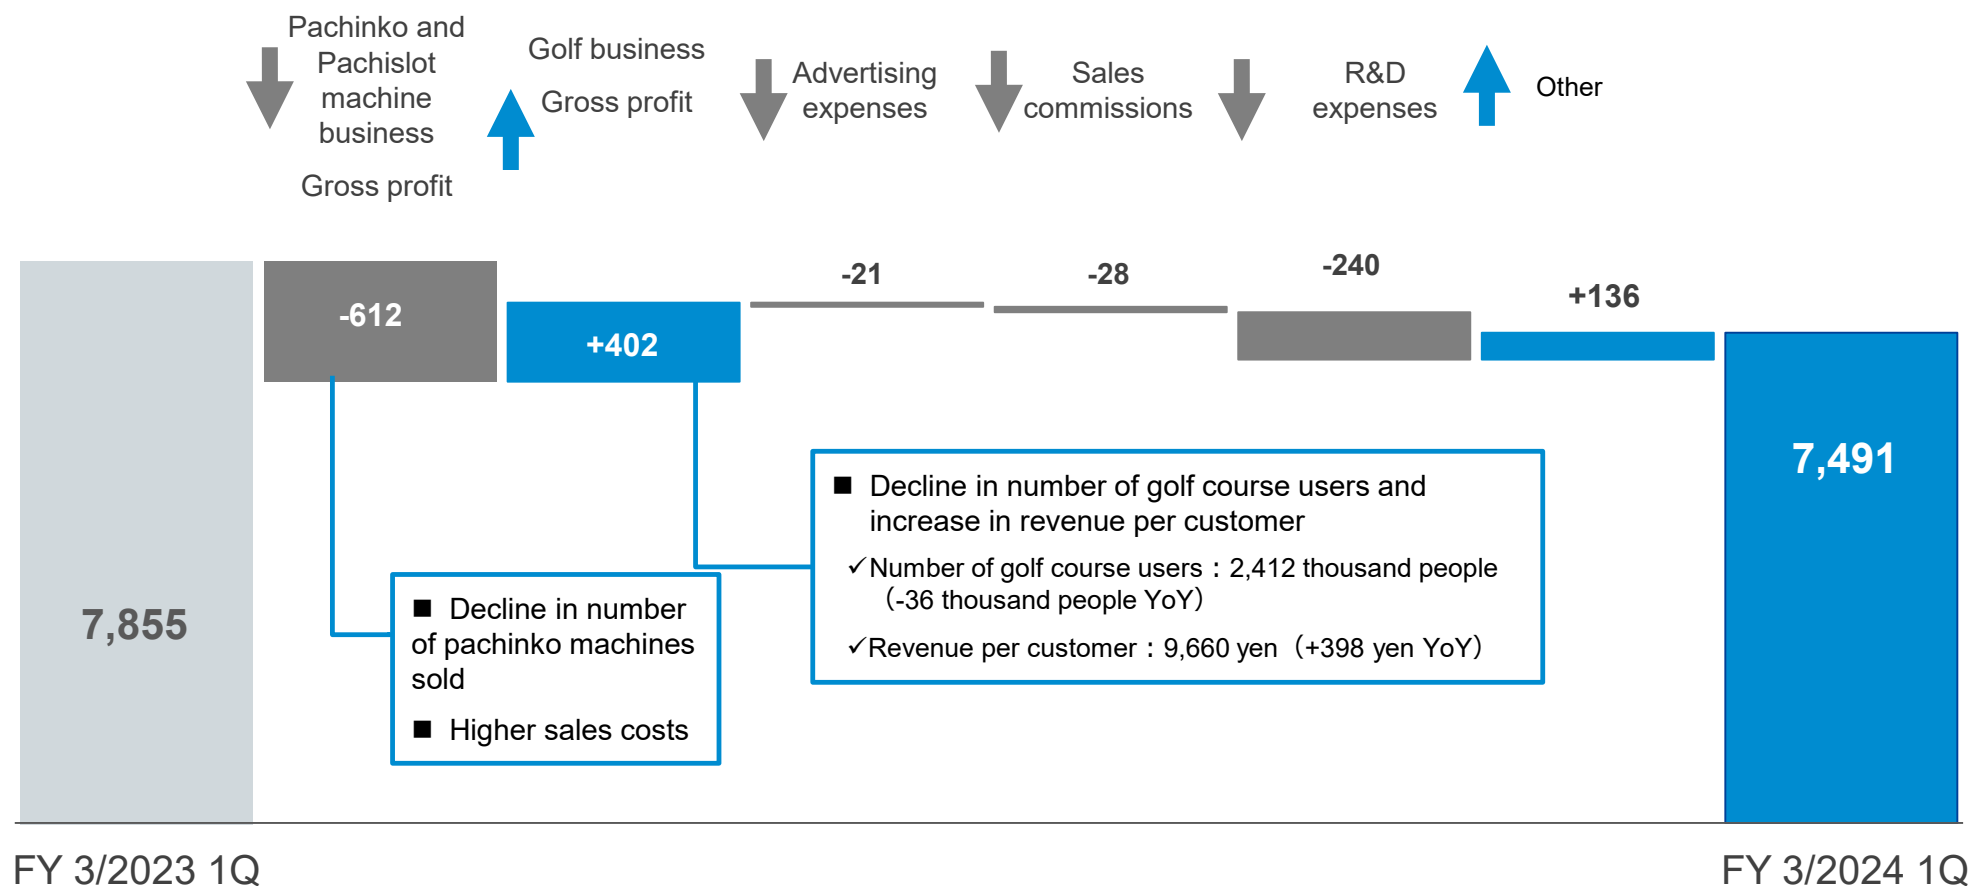 Pachinko and
Pachislot
machine
business
Gross profit
Golf business
Gross profit
Advertising
expenses
Sales
commissions
R&D
expenses
Other
7,855
-612
+402
-21
-28
-240
+136
7,491
■ Decline in number
of pachinko machines
sold
■ Higher sales costs
■ Decline in number of golf course users and
increase in revenue per customer
✓Number of golf course users：2,412 thousand people
（-36 thousand people YoY）
✓Revenue per customer：9,660 yen（+398 yen YoY）
FY 3/2023 1Q
FY 3/2024 1Q